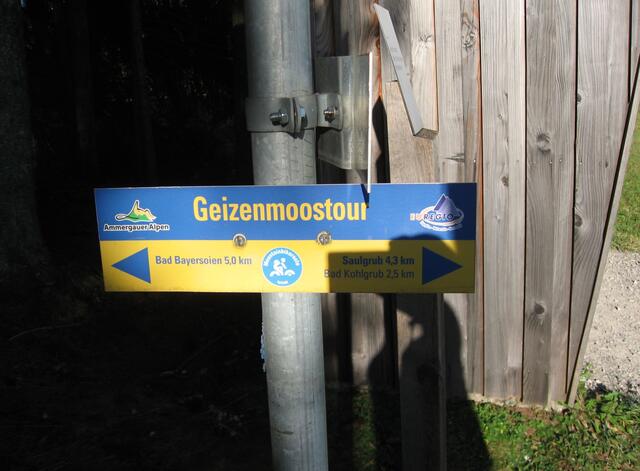 Geizenmoostour
Ammergauer Alpen
EUREGIO
Bad Bayersoien 5,0 km
Saulgrub 4,3 km
Bad Kohlgrub 2,5 km